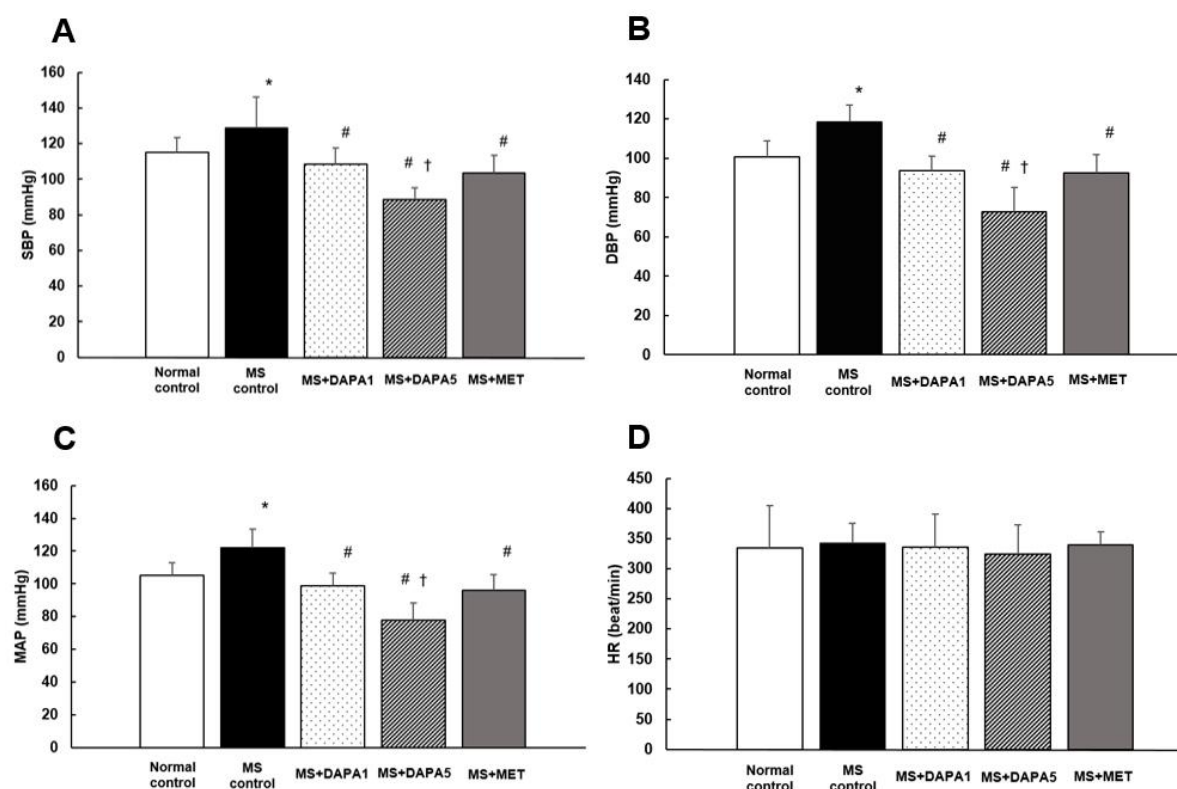 A
SBP (mmHg)
160
140
120
100
80
60
40
20
0
*
#
# †
#
Normal
control
MS
control
MS+DAPA1
MS+DAPA5
MS+MET
B
DBP (mmHg)
140
120
100
80
60
40
20
0
*
#
# †
#
Normal
control
MS
control
MS+DAPA1
MS+DAPA5
MS+MET
C
MAP (mmHg)
160
140
120
100
80
60
40
20
0
*
#
# †
#
Normal
control
MS
control
MS+DAPA1
MS+DAPA5
MS+MET
D
HR (beat/min)
450
400
350
300
250
200
150
100
50
0
Normal
control
MS
control
MS+DAPA1
MS+DAPA5
MS+MET